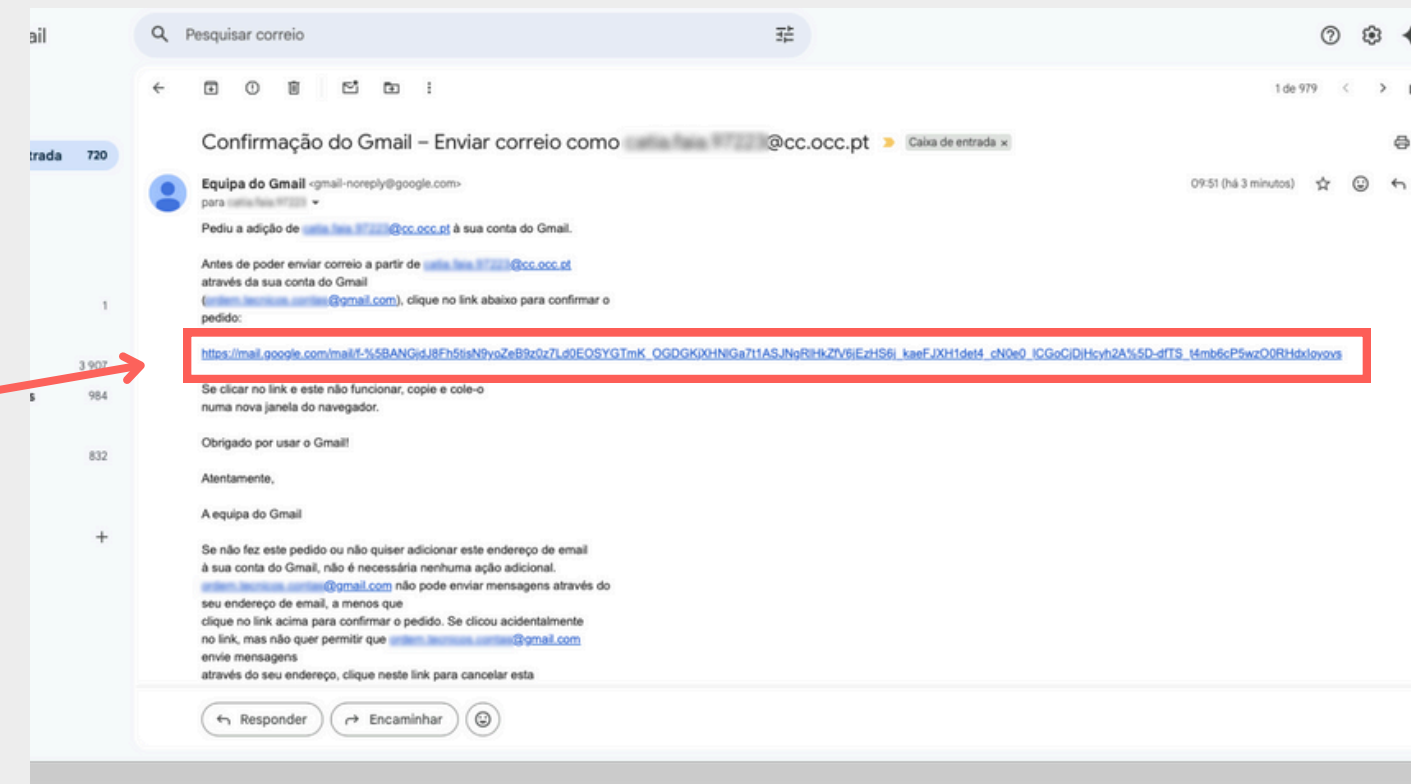 ail
Pesquisar correio
1 de 979
Confirmação do Gmail – Enviar correio como @cc.occ.pt Caixa de entrada ×
trada 720
Equipa do Gmail <gmail-noreply@google.com>
09:51 (há 3 minutos)
para
Pediu a adição de @cc.occ.pt à sua conta do Gmail.
Antes de poder enviar correio a partir de @cc.occ.pt
através da sua conta do Gmail
(@gmail.com), clique no link abaixo para confirmar o
pedido:
1
3 907
s 984
832
+
Se clicar no link e este não funcionar, copie e cole-o
numa nova janela do navegador.
Obrigado por usar o Gmail!
Atentamente,
A equipa do Gmail
Se não fez este pedido ou não quiser adicionar este endereço de email
à sua conta do Gmail, não é necessária nenhuma ação adicional.
@gmail.com não pode enviar mensagens através do
seu endereço de email, a menos que
clique no link acima para confirmar o pedido. Se clicou acidentalmente
no link, mas não quer permitir que @gmail.com
envie mensagens
através do seu endereço, clique neste link para cancelar esta
Responder
Encaminhar